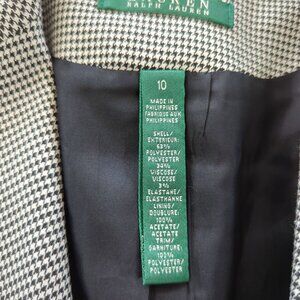 LAUREN
RALPH LAUREN
10
MADE IN
PHILIPPINES
FABRIQUE AUX
PHILIPPINES
SHELL/
EXTERIEUR:
63%
POLYESTER/
POLYESTER
34%
VISCOSE/
VISCOSE
3%
ELASTANE/
ELASTHANNE
LINING/
DOUBLURE:
100%
ACETATE/
ACETATE
TRIM/
GARNITURE:
100%
POLYESTER/
POLYESTER